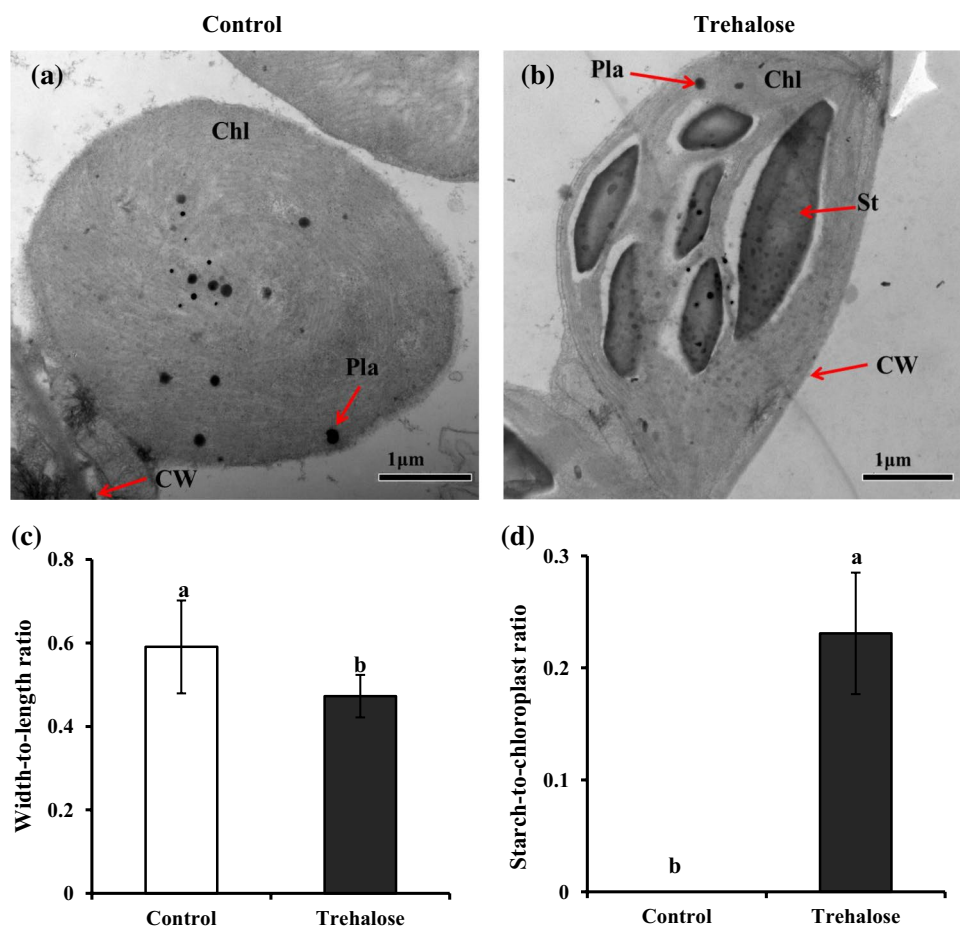 Control
Trehalose
(a)
Chl
Pla
CW
1μm
(b)
Pla
Chl
St
CW
1μm
(c)
Width-to-length ratio
0.8
0.6
0.4
0.2
0
a
b
Control
Trehalose
(d)
Starch-to-chloroplast ratio
0.3
0.2
0.1
0
b
a
Control
Trehalose